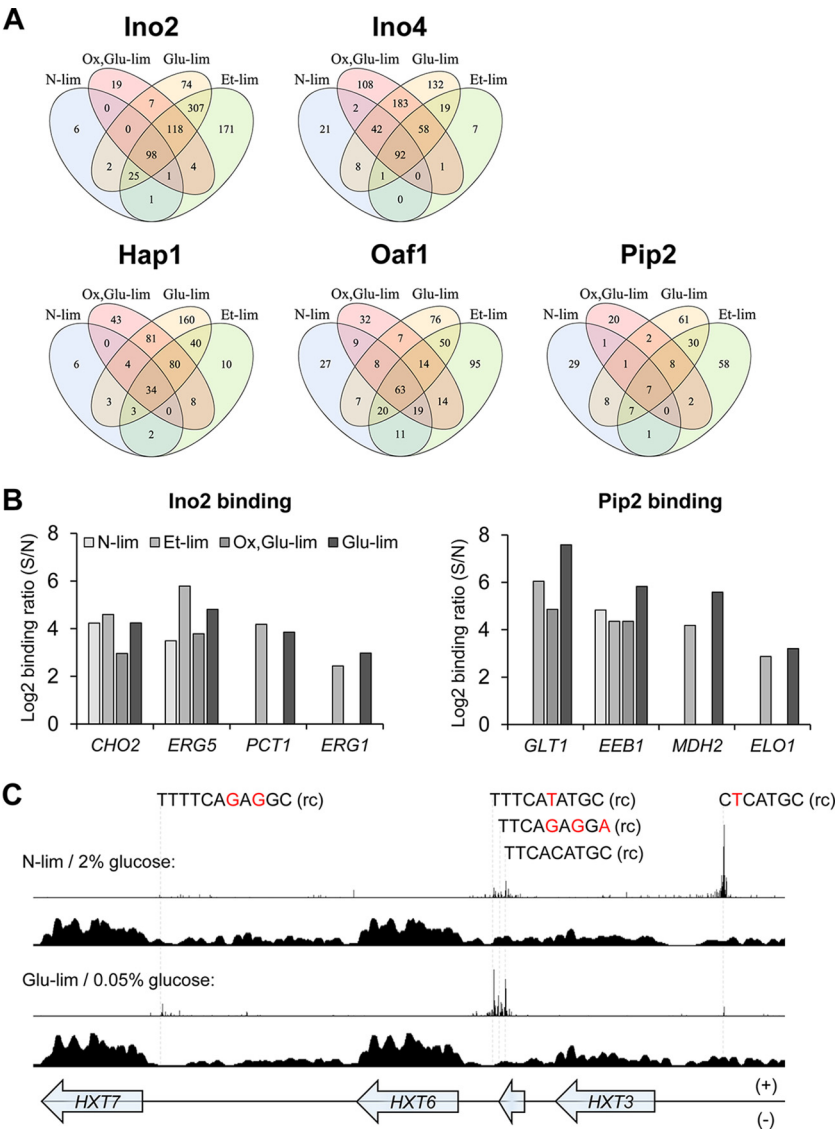 A
Ino2
Ino4
Ox,Glu-lim Glu-lim
N-lim Et-lim
19 74
0 7 307
6 0 118 171
98
2 25 1 4
1
Ox,Glu-lim Glu-lim
N-lim Et-lim
108 132
2 183 19
21 42 58 7
92
8 1 0 1
0
Hap1
Oaf1
Pip2
Ox,Glu-lim Glu-lim
N-lim Et-lim
43 160
0 81 40
6 4 80 10
34
3 3 0 8
2
Ox,Glu-lim Glu-lim
N-lim Et-lim
32 76
9 7 50
27 8 14 95
63
7 20 19 14
11
Ox,Glu-lim Glu-lim
N-lim Et-lim
20 61
1 2 30
29 1 8 58
7
8 7 0 2
1
B
Ino2 binding
Log2 binding ratio (S/N)
8
6
4
2
0
N-lim Et-lim Ox,Glu-lim Glu-lim
CHO2 ERG5 PCT1 ERG1
Pip2 binding
Log2 binding ratio (S/N)
8
6
4
2
0
GLT1 EEB1 MDH2 ELO1
C
TTTTCAGAGGC (rc)
TTTCATATGC (rc)
CTCATGC (rc)
TTCAGAGGA (rc)
TTCACATGC (rc)
N-lim / 2% glucose:
Glu-lim / 0.05% glucose:
HXT7
HXT6
HXT3
(+)
(-)